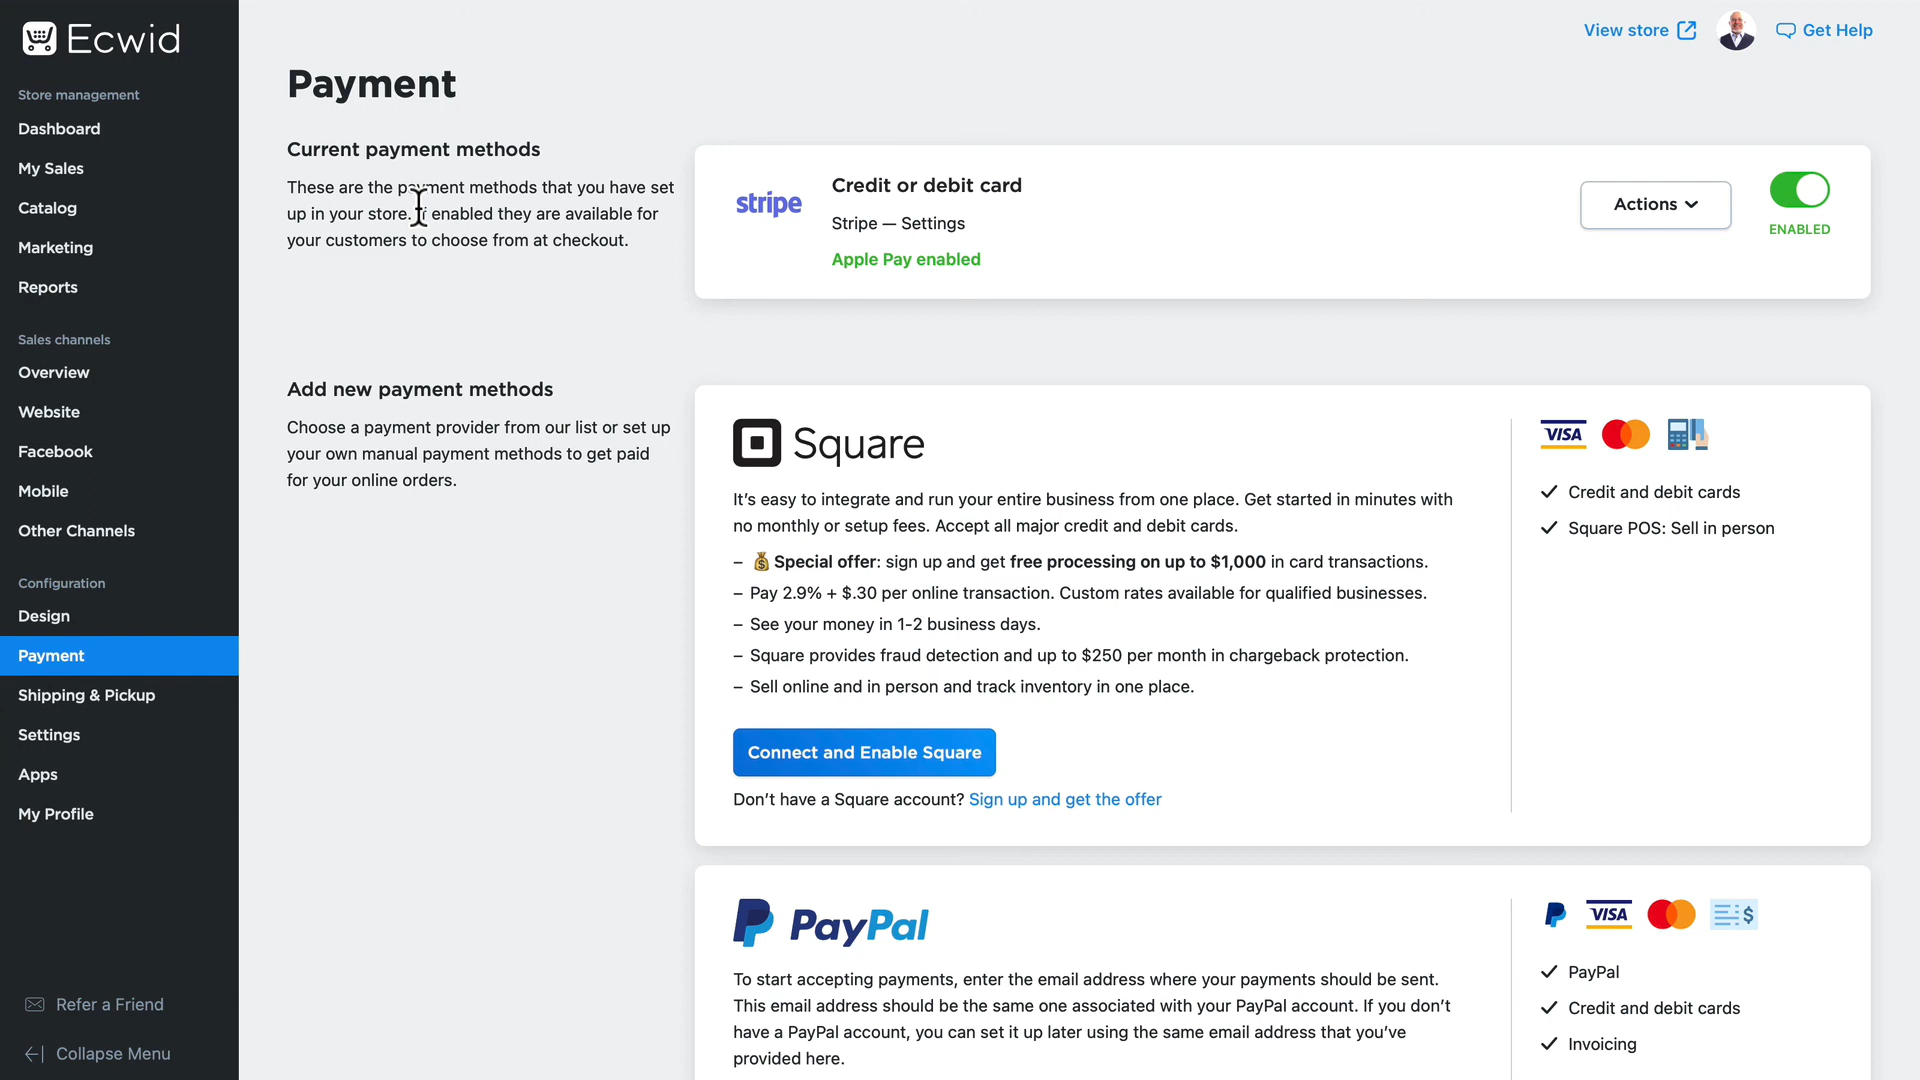 Ecwid
Store management
Dashboard
My Sales
Catalog
Marketing
Reports
Sales channels
Overview
Website
Facebook
Mobile
Other Channels
Configuration
Design
Payment
Shipping & Pickup
Settings
Apps
My Profile
Refer a Friend
Collapse Menu
View store
Get Help
Payment
Current payment methods
These are the payment methods that you have set
up in your store. If enabled they are available for
your customers to choose from at checkout.
stripe
Credit or debit card
Stripe — Settings
Apple Pay enabled
Actions
ENABLED
Add new payment methods
Choose a payment provider from our list or set up
your own manual payment methods to get paid
for your online orders.
Square
It's easy to integrate and run your entire business from one place. Get started in minutes with
no monthly or setup fees. Accept all major credit and debit cards.
– 💰Special offer: sign up and get free processing on up to $1,000 in card transactions.
– Pay 2.9% + $.30 per online transaction. Custom rates available for qualified businesses.
– See your money in 1-2 business days.
– Square provides fraud detection and up to $250 per month in chargeback protection.
– Sell online and in person and track inventory in one place.
Connect and Enable Square
Don't have a Square account? Sign up and get the offer
VISA
Credit and debit cards
Square POS: Sell in person
PayPal
To start accepting payments, enter the email address where your payments should be sent.
This email address should be the same one associated with your PayPal account. If you don't
have a PayPal account, you can set it up later using the same email address that you've
provided here.
VISA
$
PayPal
Credit and debit cards
Invoicing